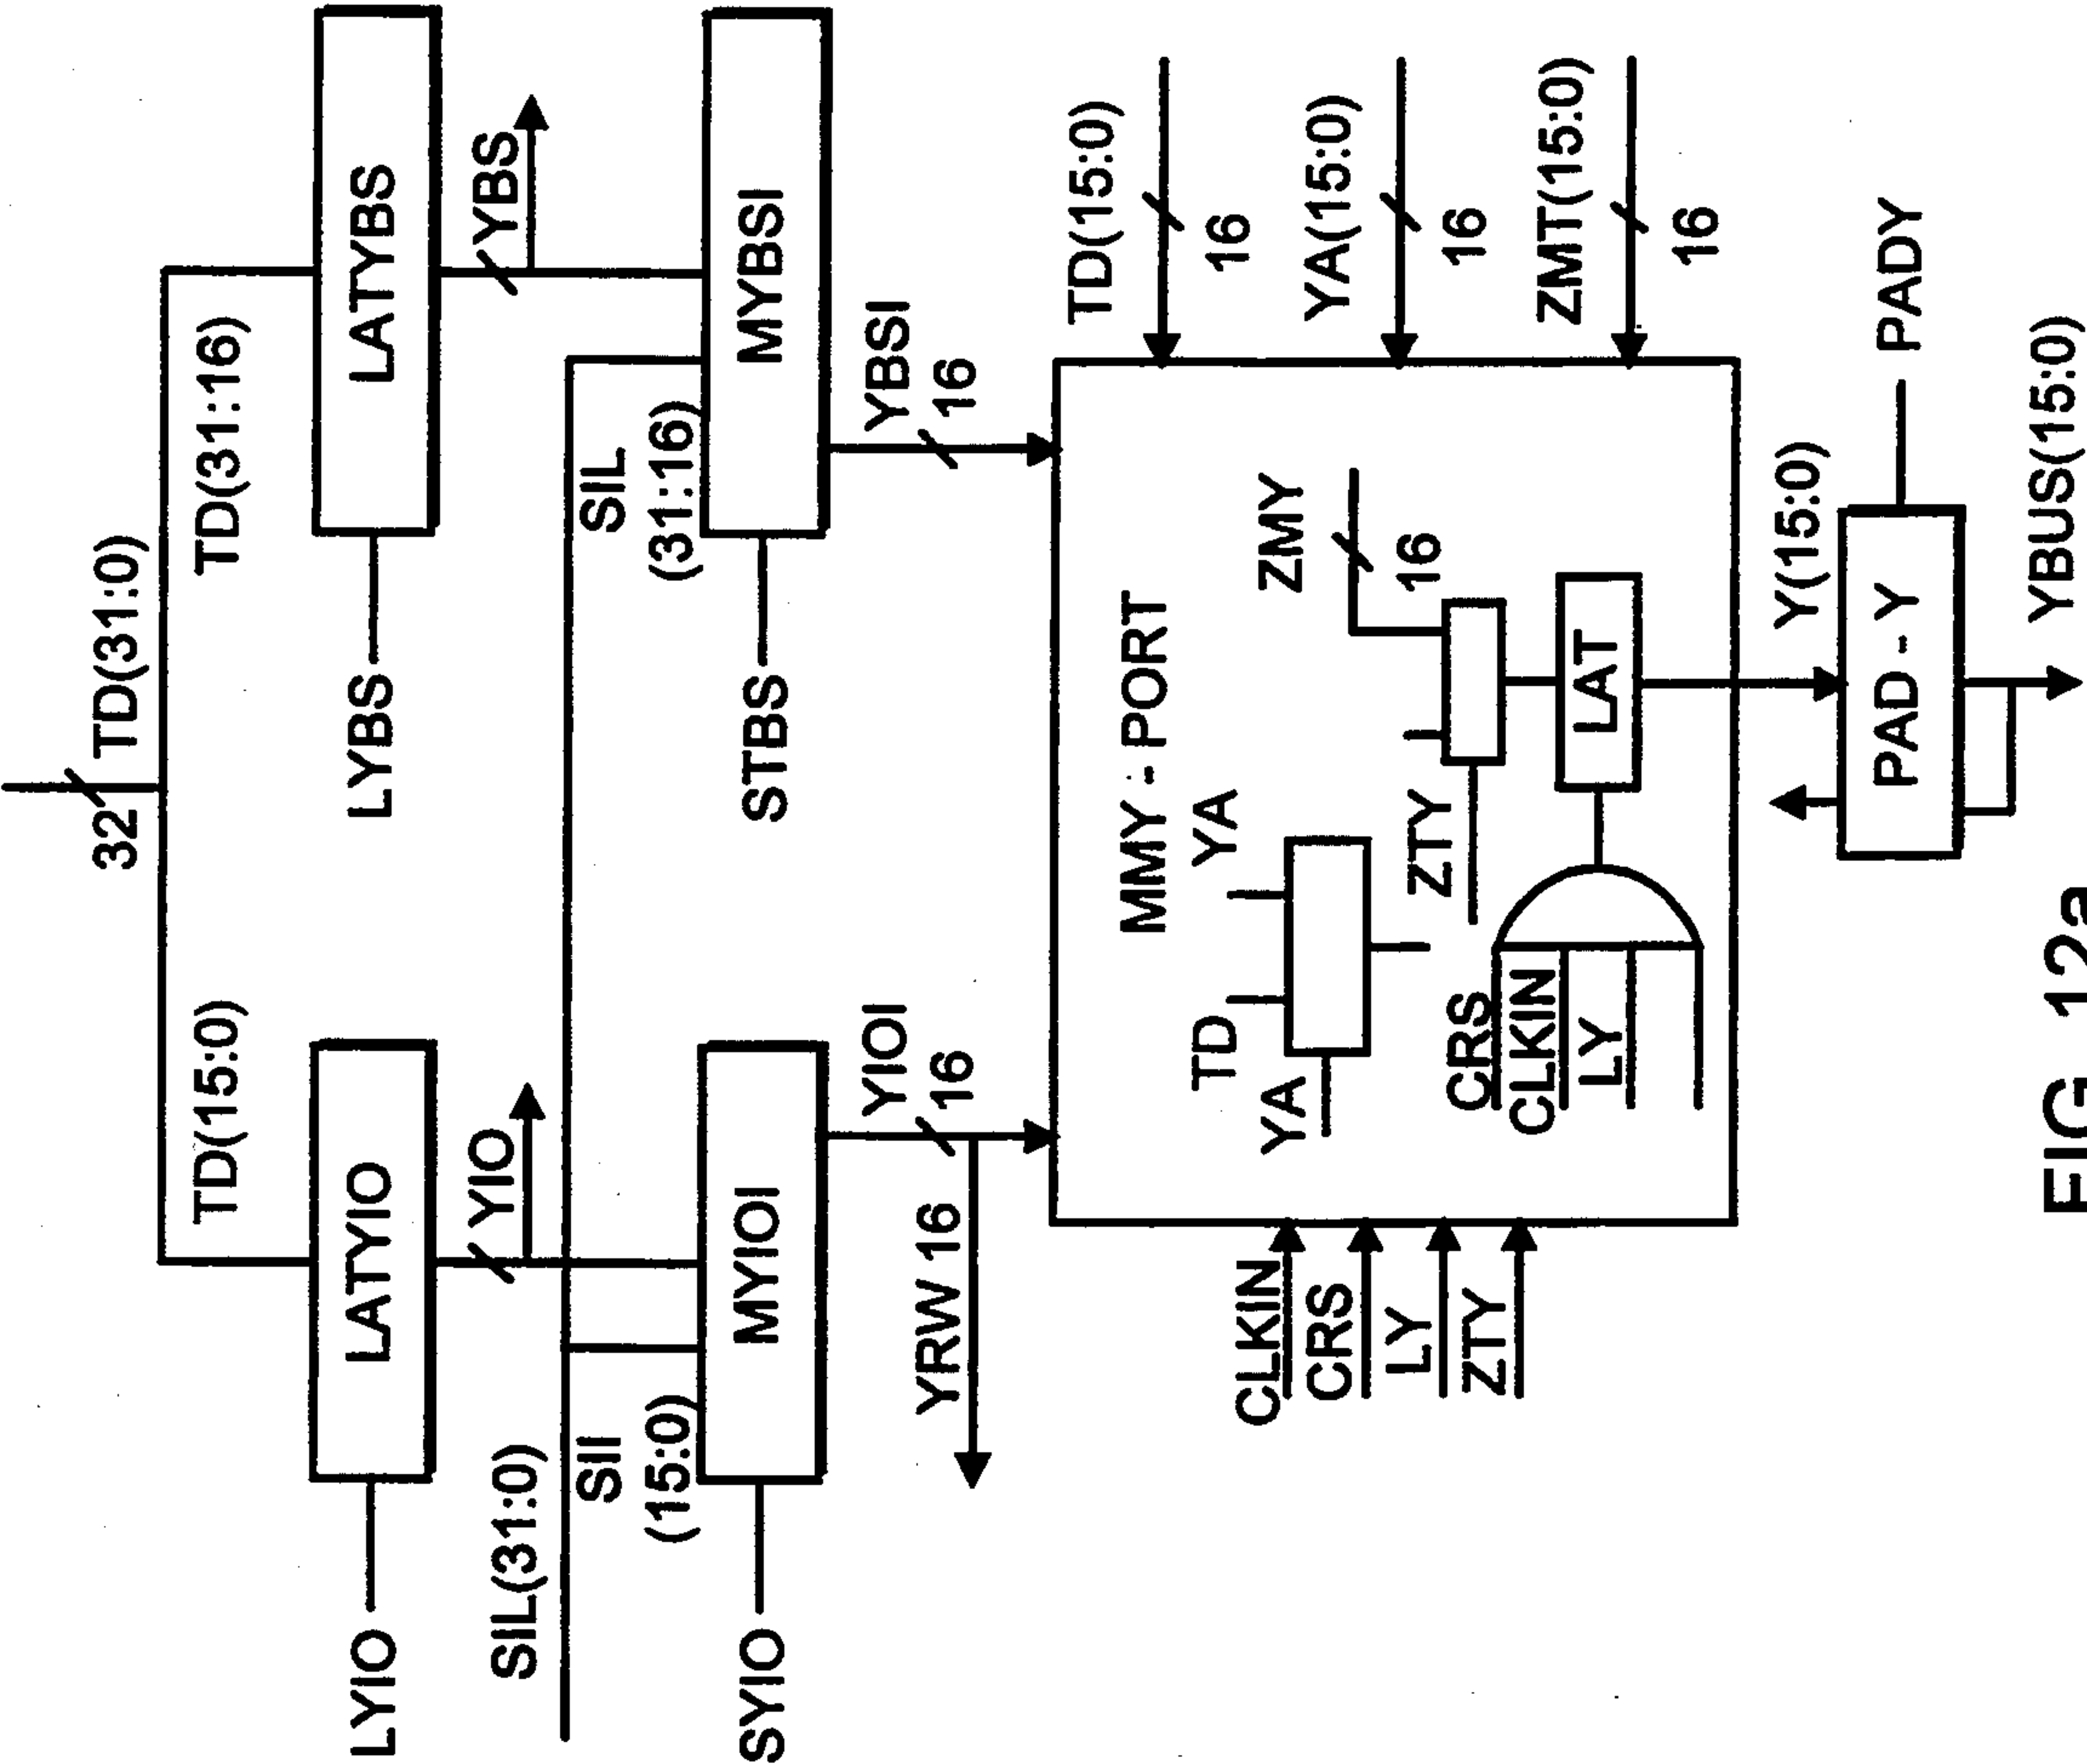 32
TD(31:0)
TD(15:0)
TD(31:16)
LYIO
LATYIO
LYBS
LATYBS
SIL(31:0)
YIO
YBS
SII
(15:0)
SIL
(31:16)
SYIO
MYIOI
STBS
MYBSI
YIOI
16
YBSI
16
YRW 16
MMY - PORT
TD(15:0)
16
YA(15:0)
16
ZMT(15:0)
16
CLKIN
CRS
LY
ZTY
TD
YA
YA
ZMY
16
ZTY
CRS
CLKIN
LY
LAT
Y(15:0)
PAD - Y
PADY
YBUS(15:0)
FIG. 12a